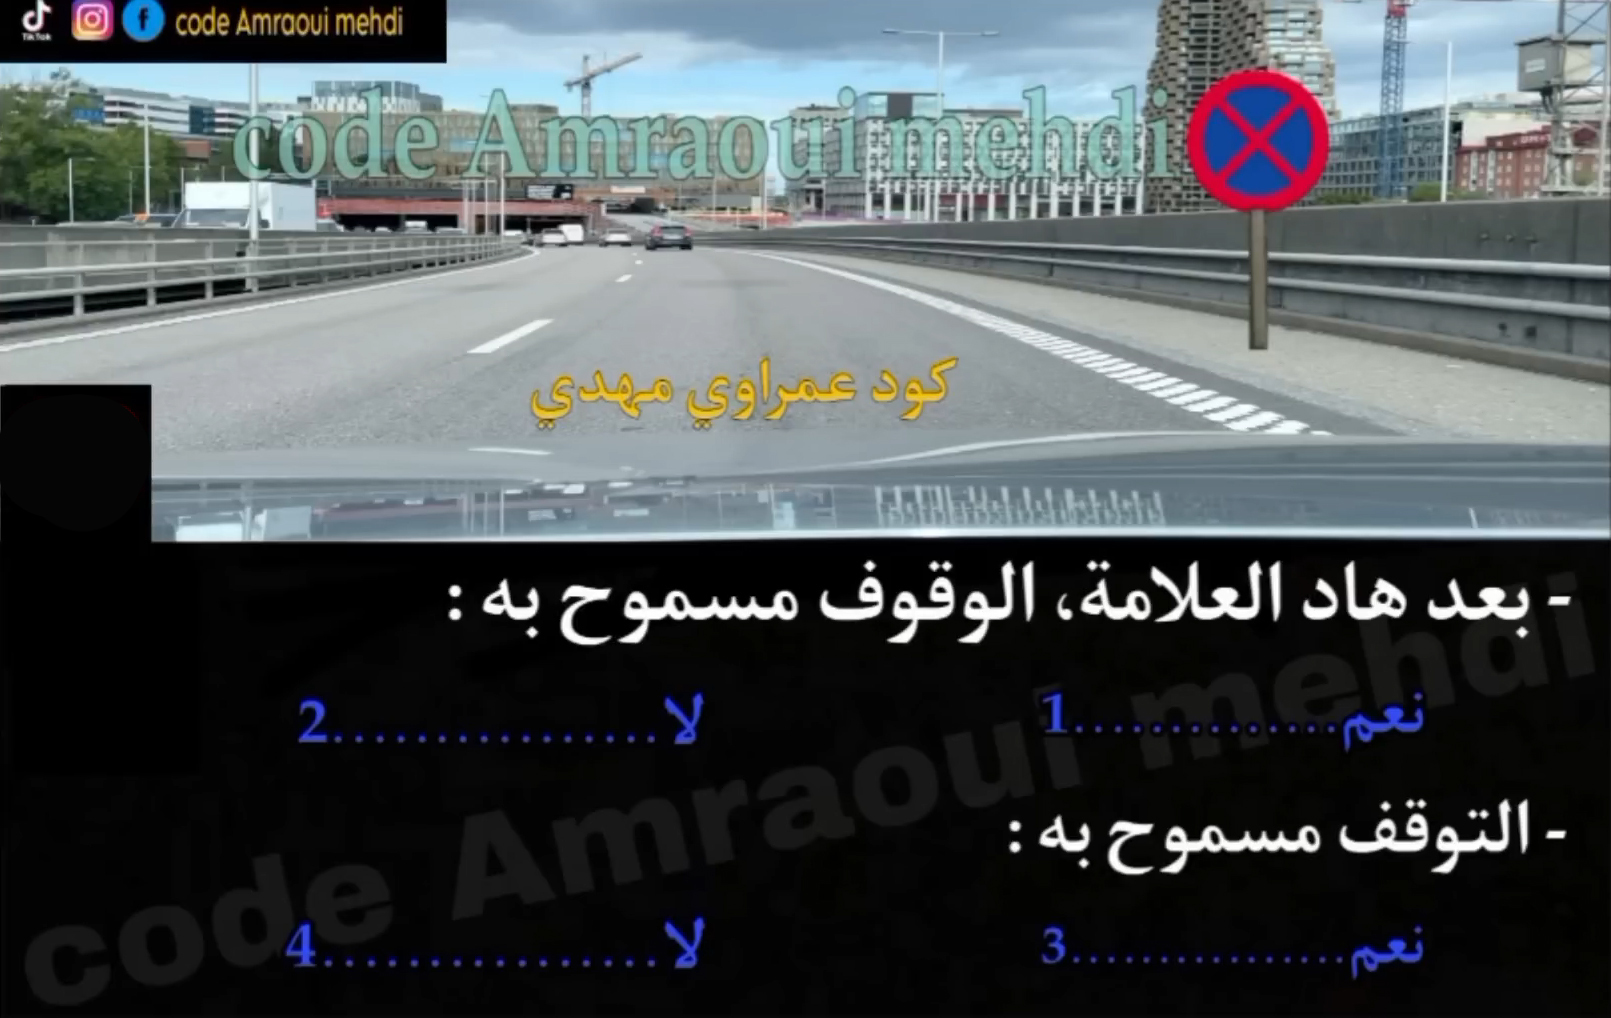 TikTok
code Amraoui mehdi
code Amraoui mehdi
كود عمراوي مهدي
- بعد هاد العلامة، الوقوف مسموح به :
نعم..............1 لا................2
- التوقف مسموح به :
نعم................3 لا.................4
code Amraoui mehdi